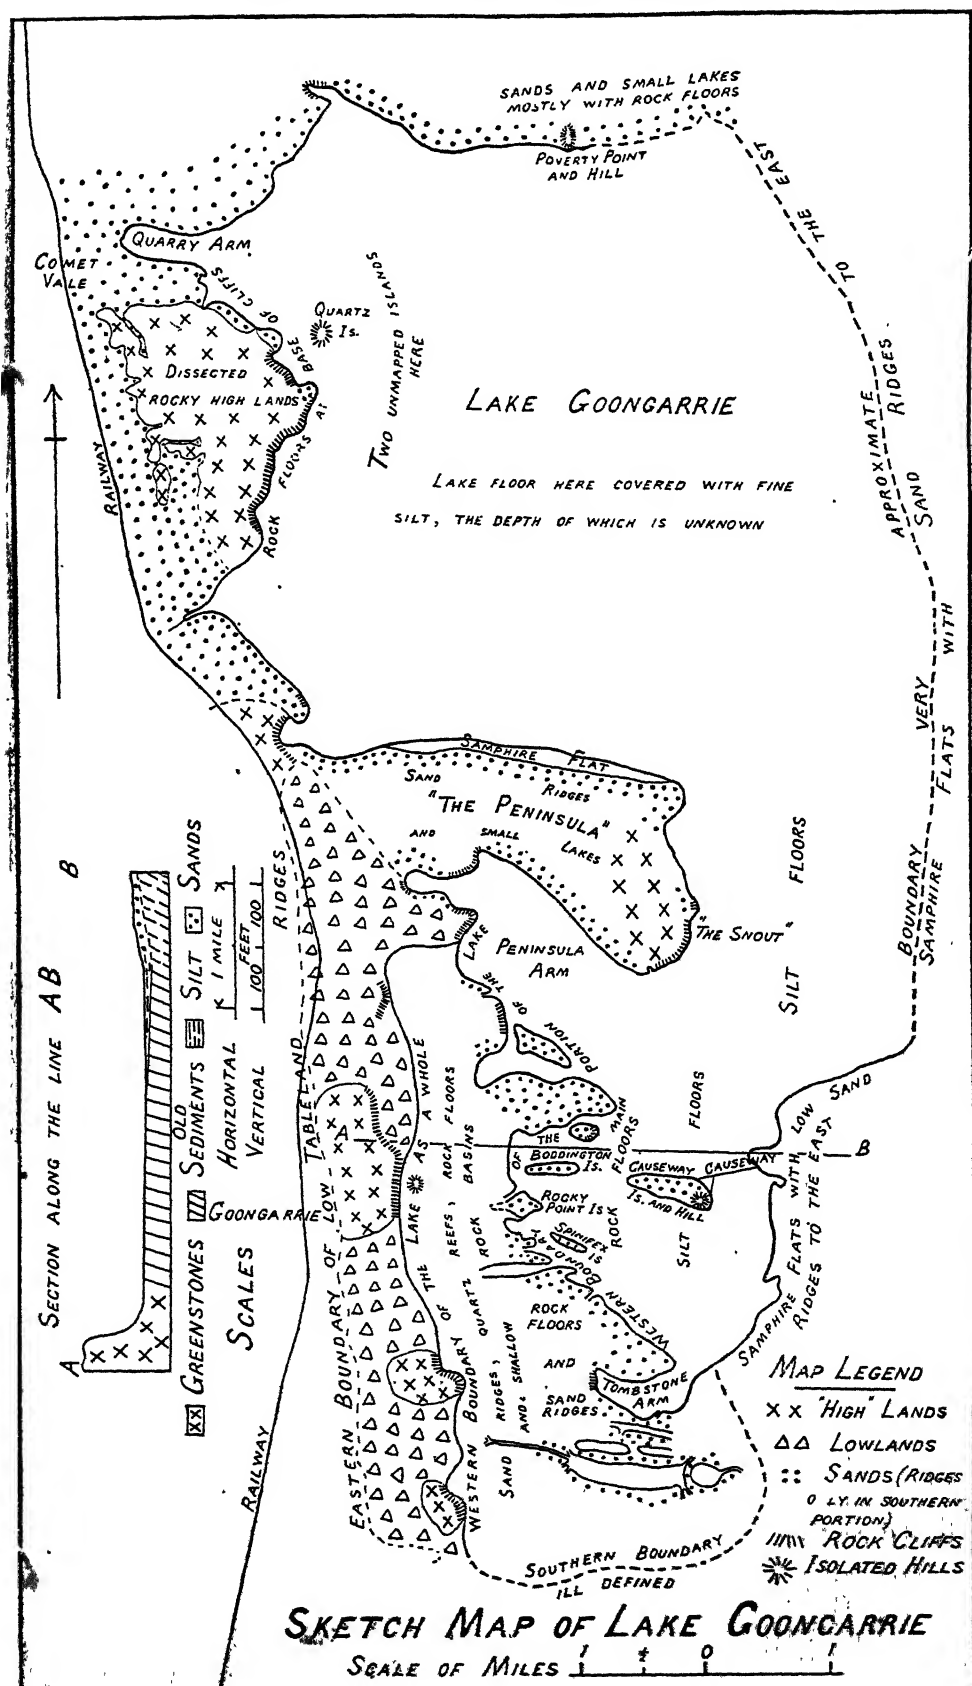 SANDS AND SMALL LAKES
MOSTLY WITH ROCK FLOORS
POVERTY POINT
AND HILL
TO THE EAST
QUARRY ARM
COMET
VALE
OF CLIFFS
BASE
QUARTZ
IS.
TWO UNMAPPED ISLANDS
HERE
DISSECTED
ROCKY HIGH LANDS
ROCK FLOORS AT
RAILWAY
LAKE GOONGARRIE
LAKE FLOOR HERE COVERED WITH FINE
SILT, THE DEPTH OF WHICH IS UNKNOWN
APPROXIMATE
SAND RIDGES
BOUNDARY VERY
SAMPHIRE FLATS WITH
SAMPHIRE FLAT
SAND RIDGES
"THE PENINSULA"
AND SMALL LAKES
"THE SNOUT"
PENINSULA
ARM
SILT FLOORS
SECTION ALONG THE LINE AB
A
B
GREENSTONES
OLD
SEDIMENTS
SILT
SANDS
SCALES
HORIZONTAL
1 MILE
FEET
VERTICAL
100 100
GOONGARRIE
TABLELAND
EASTERN BOUNDARY OF LOW RIDGES
RAILWAY
WESTERN BOUNDARY OF THE LAKE AS A WHOLE
SAND RIDGES, QUARTZ REEFS, ROCK FLOORS
AND SHALLOW ROCK BASINS
WESTERN BOUNDARY OF THE MAIN PORTION OF THE LAKE
BODDINGTON
IS.
ROCKY
POINT IS.
SPINIFEX
IS
CAUSEWAY CAUSEWAY
IS. AND HILL
ROCK FLOORS
SILT FLOORS
B
SAND
SAMPHIRE FLATS WITH LOW
RIDGES TO THE EAST
ROCK
FLOORS
AND
SAND
RIDGES
TOMBSTONE
ARM
SOUTHERN BOUNDARY
ILL DEFINED
MAP LEGEND
X X "HIGH" LANDS
△△ LOWLANDS
SANDS (RIDGES
O LY IN SOUTHERN
PORTION)
ROCK CLIFFS
ISOLATED HILLS
SKETCH MAP OF LAKE GOONGARRIE
SCALE OF MILES 1 ½ 0 1